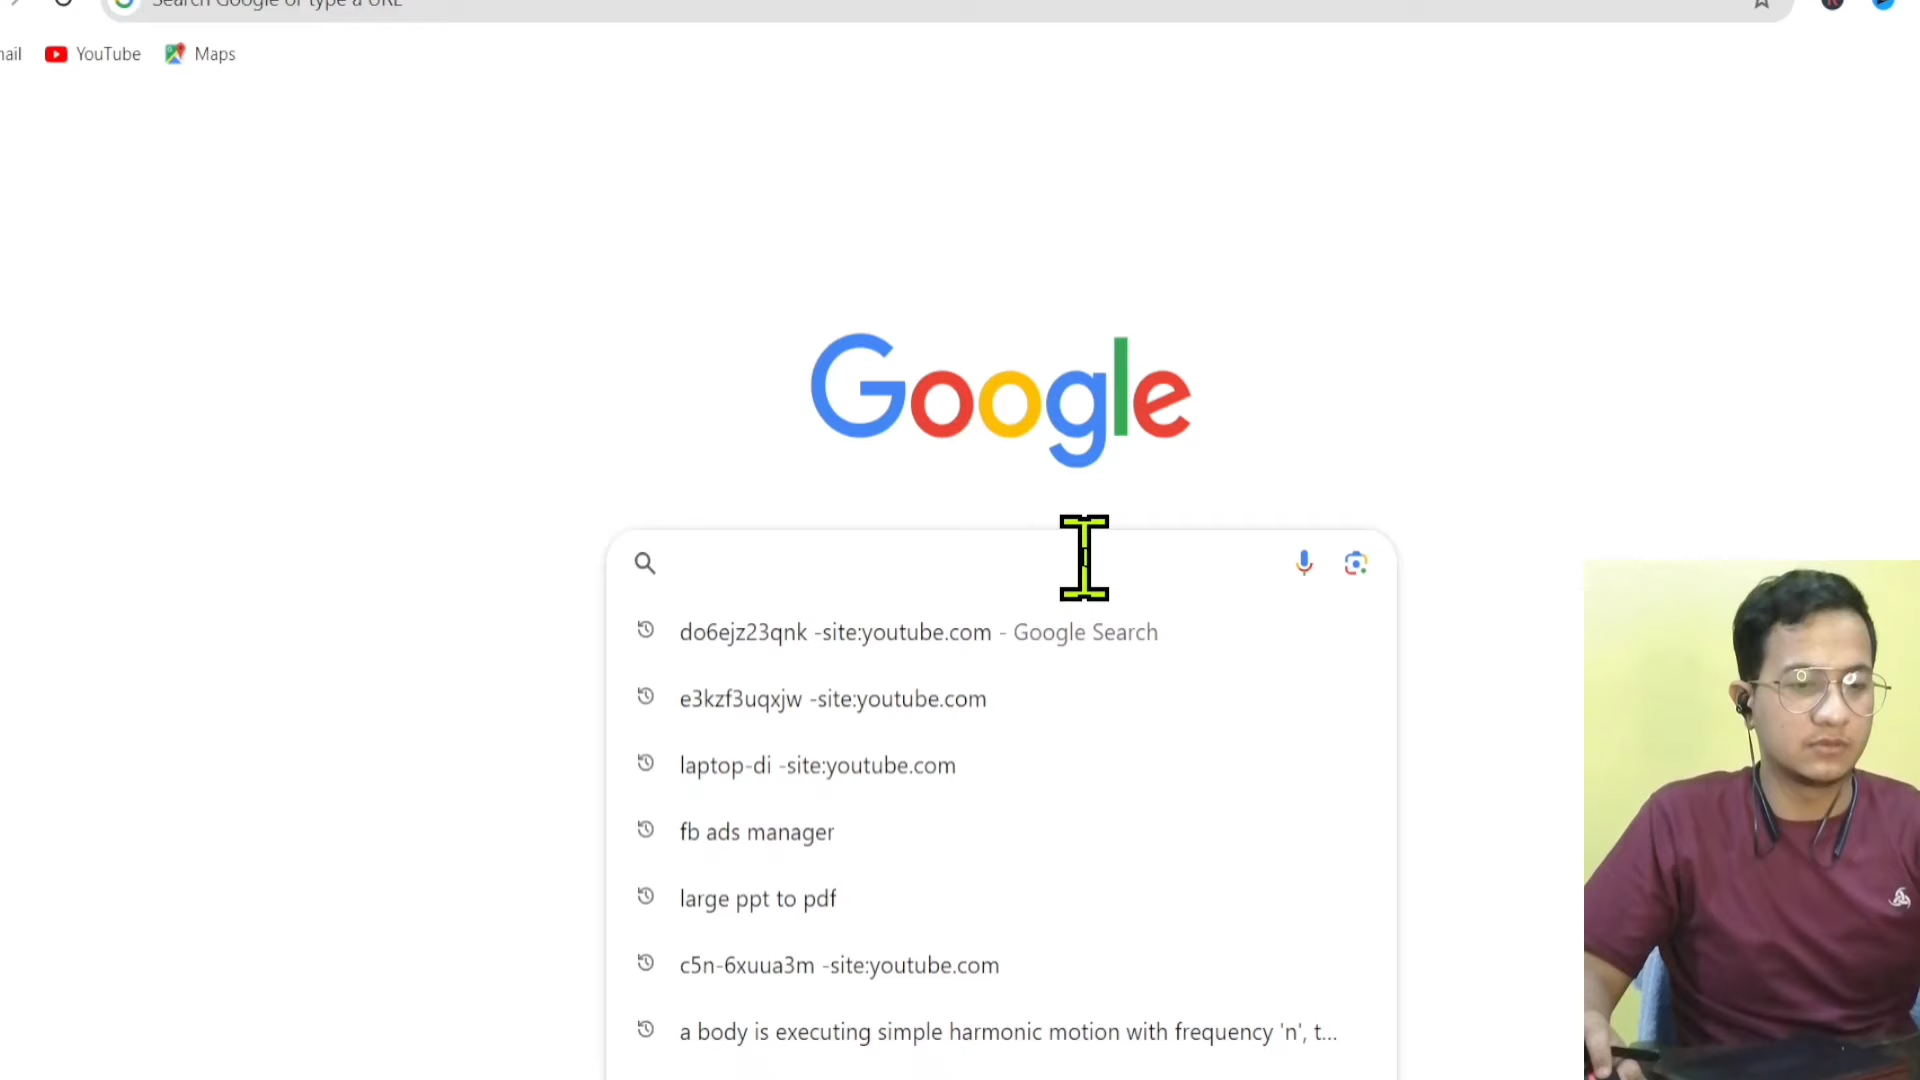 Search Google or type a URL
YouTube
Maps
Google
do6ejz23qnk -site:youtube.com - Google Search
e3kzf3uqxjw -site:youtube.com
laptop-di -site:youtube.com
fb ads manager
large ppt to pdf
c5n-6xuua3m -site:youtube.com
a body is executing simple harmonic motion with frequency 'n', t...